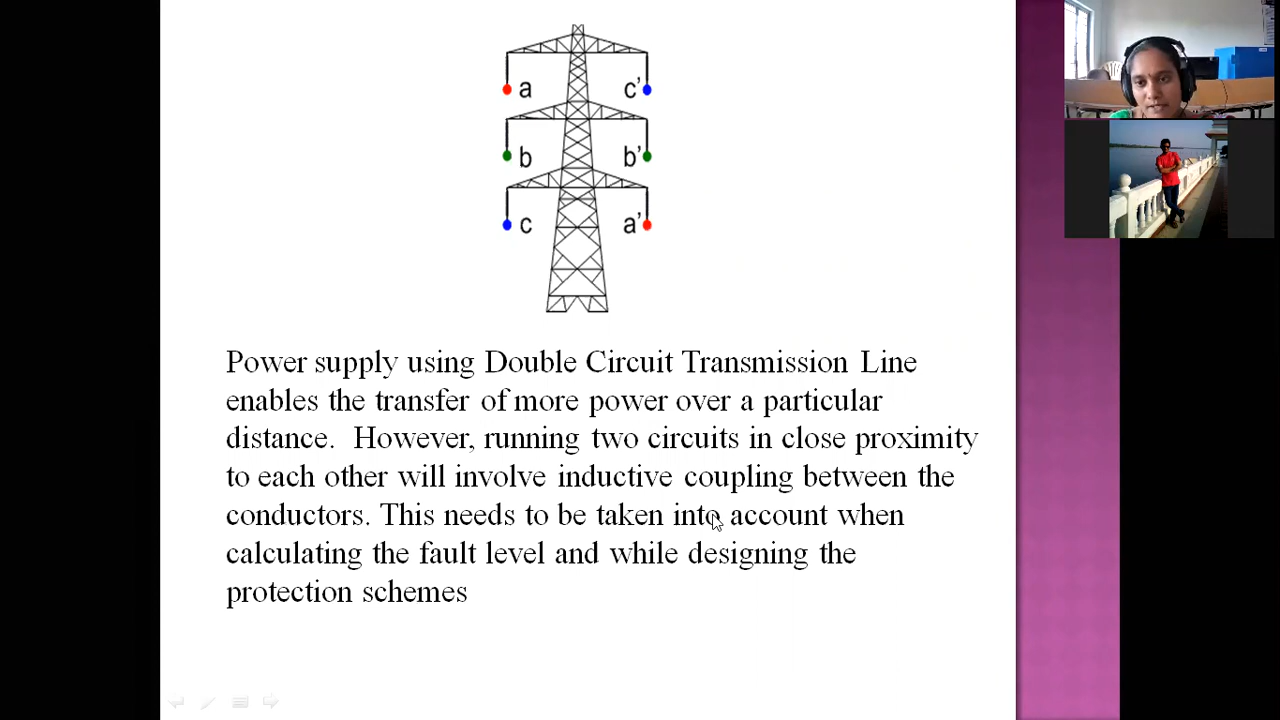 a c'
b b'
c a'
Power supply using Double Circuit Transmission Line
enables the transfer of more power over a particular
distance. However, running two circuits in close proximity
to each other will involve inductive coupling between the
conductors. This needs to be taken into account when
calculating the fault level and while designing the
protection schemes